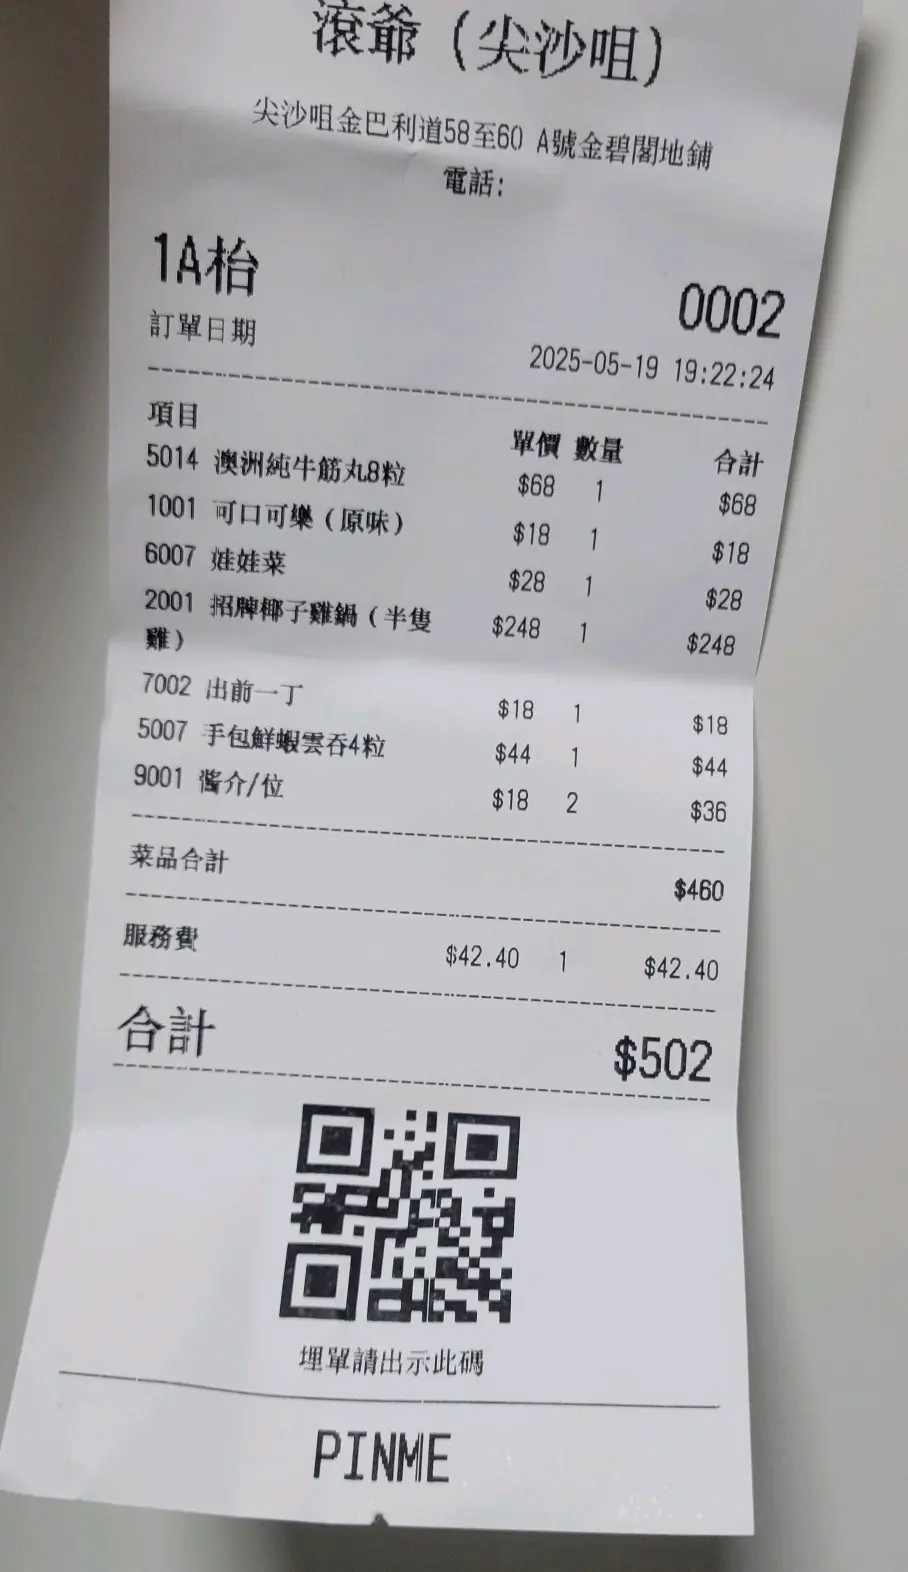 滾爺（尖沙咀）
尖沙咀金巴利道58至60 A號金碧閣地鋪
電話:
1A枱
0002
訂單日期
2025-05-19 19:22:24
項目 單價 數量 合計
5014 澳洲純牛筋丸8粒 $68 1 $68
1001 可口可樂（原味） $18 1 $18
6007 娃娃菜 $28 1 $28
2001 招牌椰子雞鍋（半隻 $248 1 $248
雞）
7002 出前一丁 $18 1 $18
5007 手包鮮蝦雲吞4粒 $44 1 $44
9001 醬介/位 $18 2 $36
菜品合計 $460
服務費 $42.40 1 $42.40
合計 $502
埋單請出示此碼
PINME